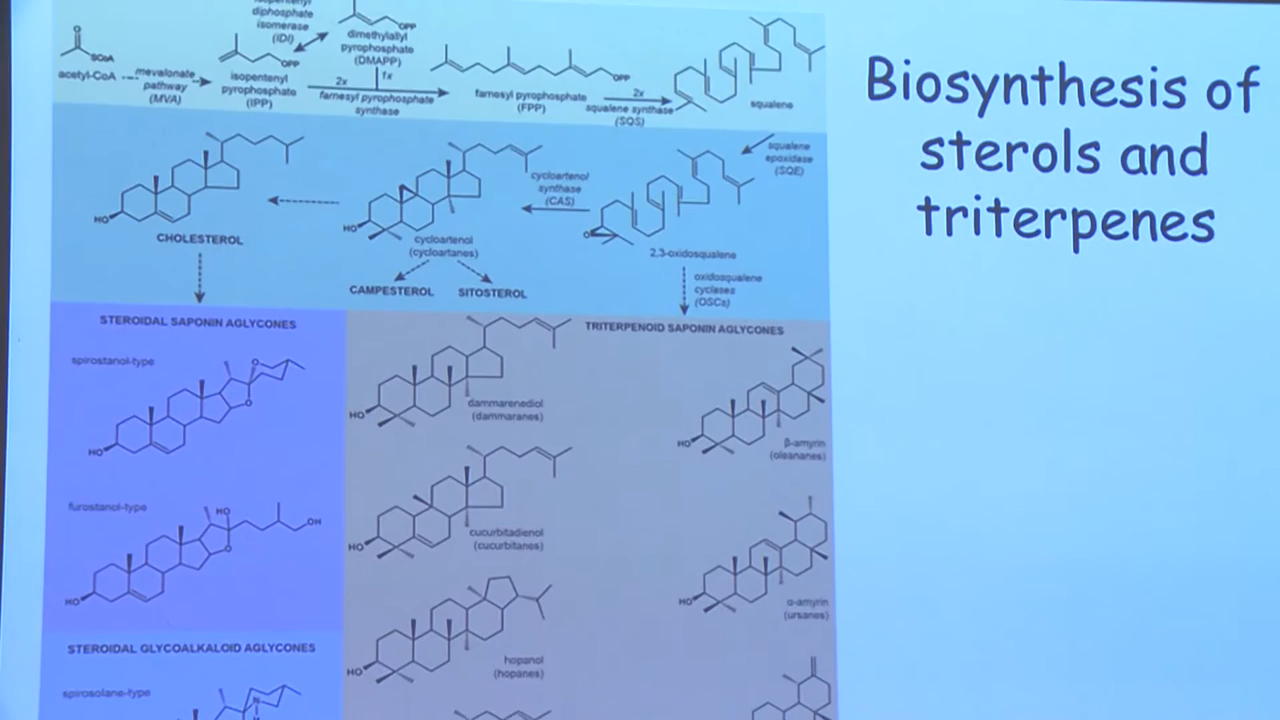 diphosphate
isomerase
(IDI)
OPP
dimethylallyl
pyrophosphate
(DMAPP)
O
SCoA
acetyl-CoA
mevalonate
pathway
(MVA)
OPP
isopentenyl
pyrophosphate
(IPP)
2x
1x
farnesyl pyrophosphate
synthase
OPP
farnesyl pyrophosphate
(FPP)
2x
squalene synthase
(SQS)
squalene
Biosynthesis of
sterols and
triterpenes
HO
CHOLESTEROL
HO
cycloartenol
(cycloartanes)
cycloartenol
synthase
(CAS)
squalene
epoxidase
(SQE)
O
2,3-oxidosqualene
CAMPESTEROL
SITOSTEROL
oxidosqualene
cyclases
(OSCs)
STEROIDAL SAPONIN AGLYCONES
spirostanol-type
O
O
HO
furostanol-type
HO
OH
O
HO
STEROIDAL GLYCOALKALOID AGLYCONES
spirosolane-type
N
H
TRITERPENOID SAPONIN AGLYCONES
HO
dammarenediol
(dammaranes)
HO
β-amyrin
(oleananes)
HO
cucurbitadienol
(cucurbitanes)
HO
α-amyrin
(ursanes)
HO
hopanol
(hopanes)